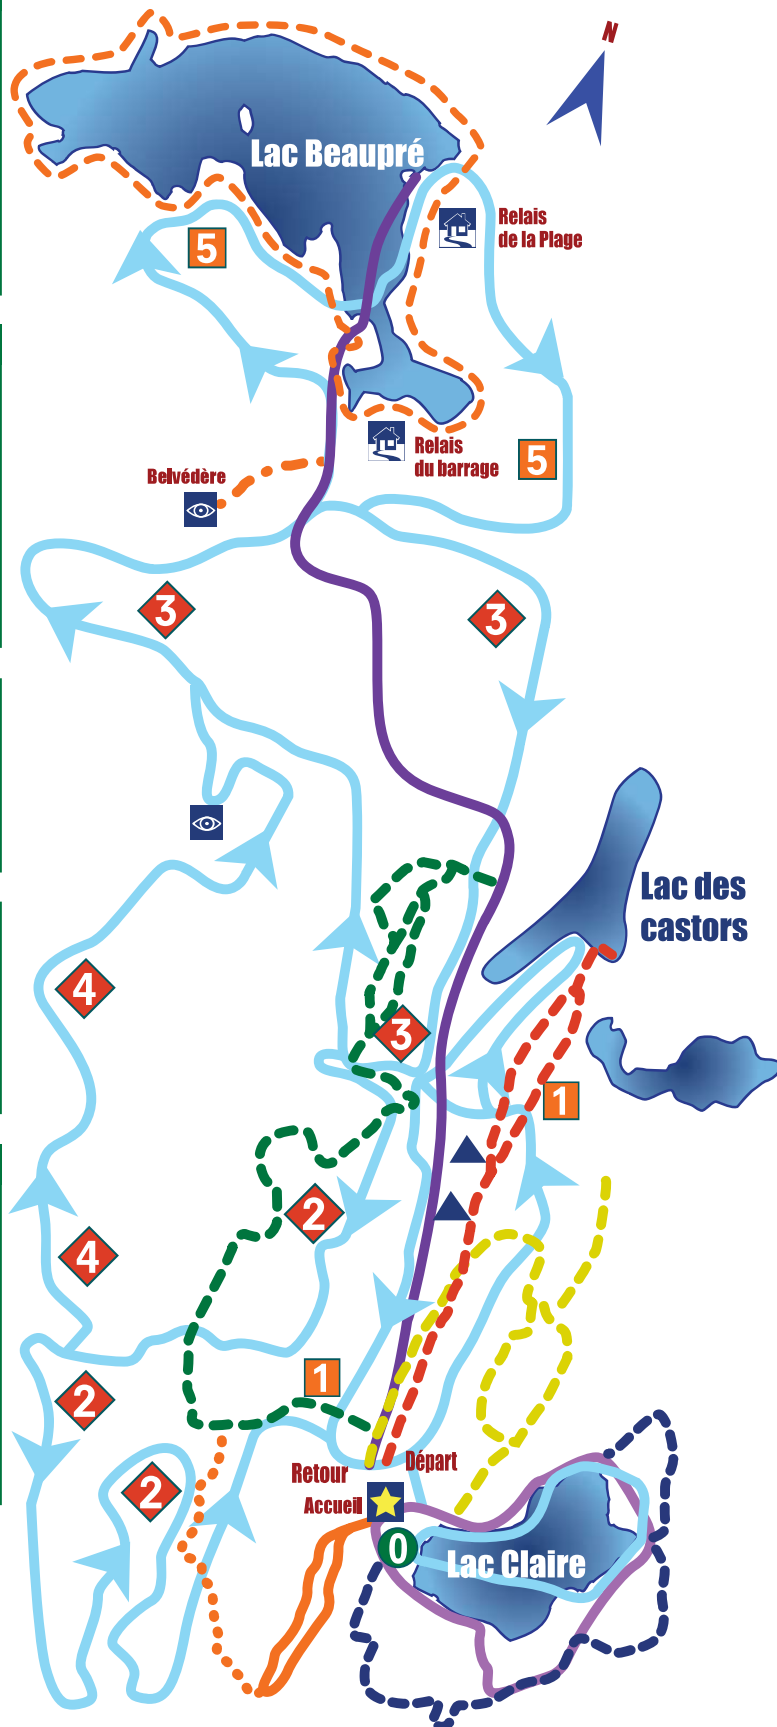 N
Lac Beaupré
Relais
de la Plage
5
Relais
du barrage
5
Belvédère
3
3
Lac des
castors
4
3
1
2
4
1
2
Départ
Retour
2
Accueil
0
Lac Claire